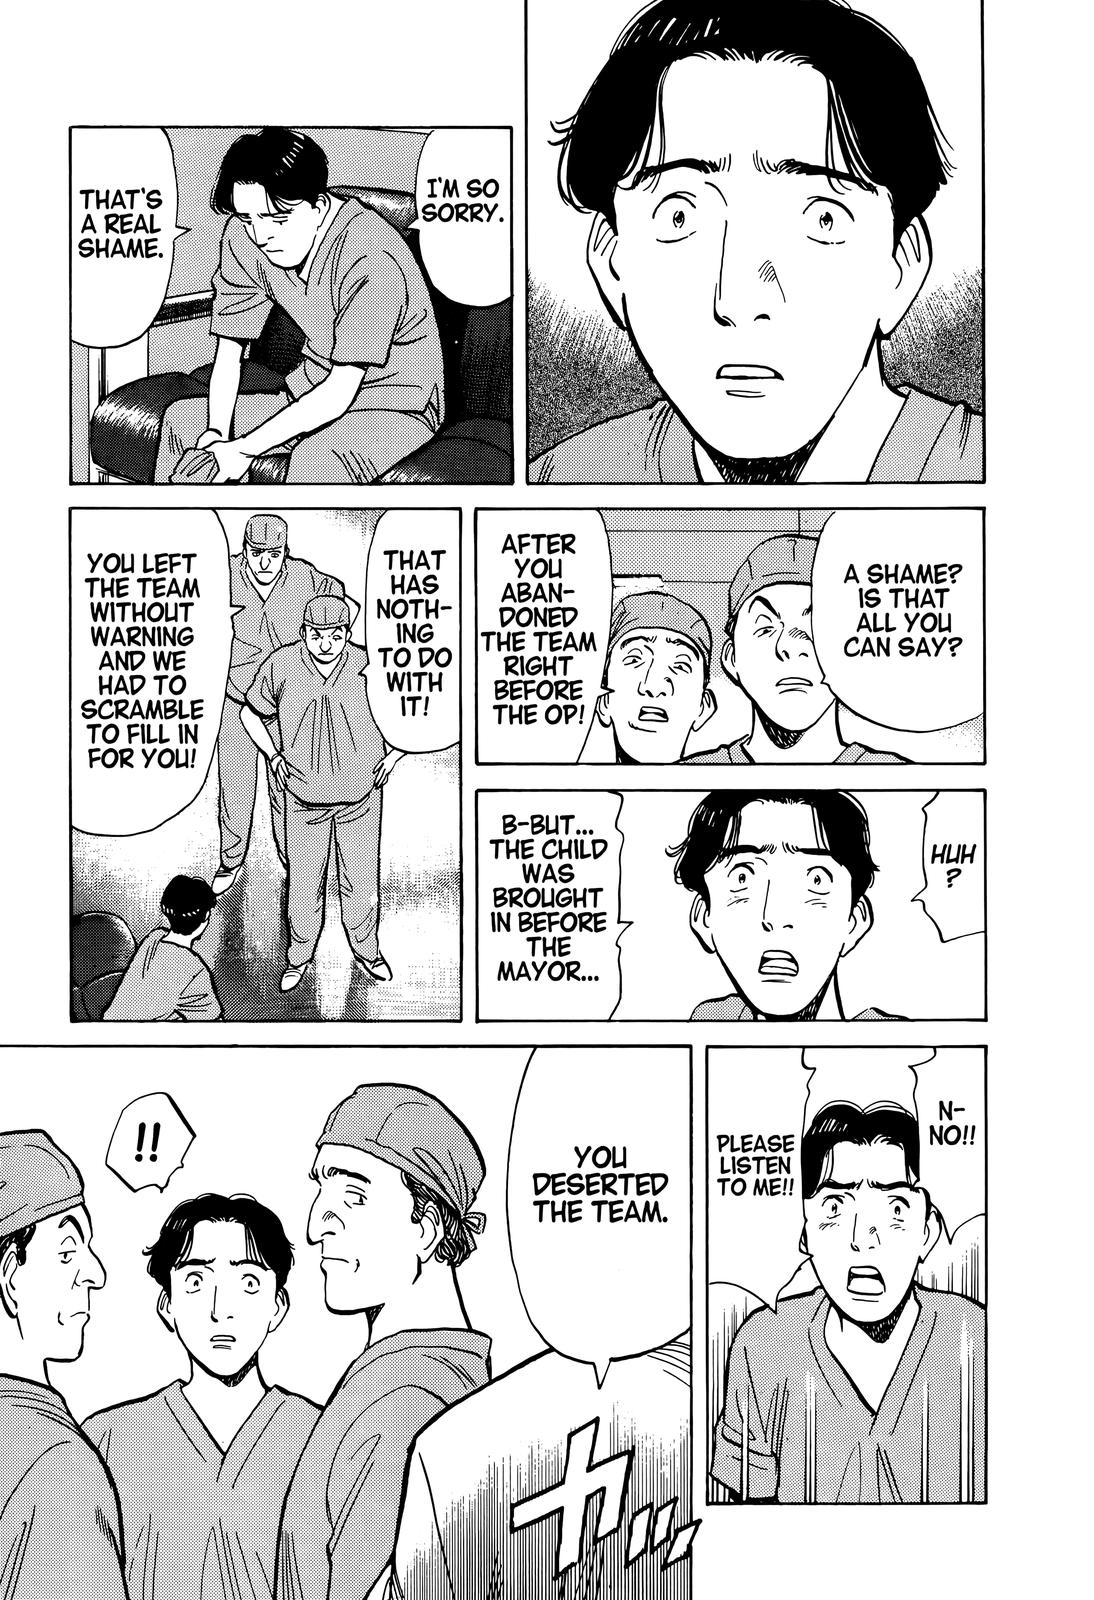 I'M SO
SORRY.
THAT'S
A REAL
SHAME.
A SHAME?
IS THAT
ALL YOU
CAN SAY?
AFTER
YOU
ABAN-
DONED
THE TEAM
RIGHT
BEFORE
THE OP!
THAT
HAS
NOTH-
ING
TO DO
WITH
IT!
YOU LEFT
THE TEAM
WITHOUT
WARNING
AND WE
HAD TO
SCRAMBLE
TO FILL IN
FOR YOU!
HUH
?
B-BUT...
THE CHILD
WAS
BROUGHT
IN BEFORE
THE
MAYOR...
N-
NO!!
PLEASE
LISTEN
TO ME!!
YOU
DESERTED
THE TEAM.
!!
カッ